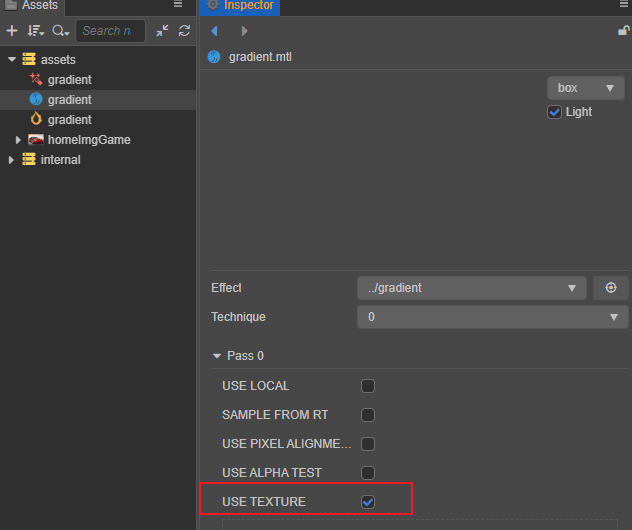 Assets
Inspector
Search n
gradient.mtl
assets
gradient
gradient
gradient
homeImgGame
internal
box
Light
Effect
../gradient
Technique
0
Pass 0
USE LOCAL
SAMPLE FROM RT
USE PIXEL ALIGNME...
USE ALPHA TEST
USE TEXTURE